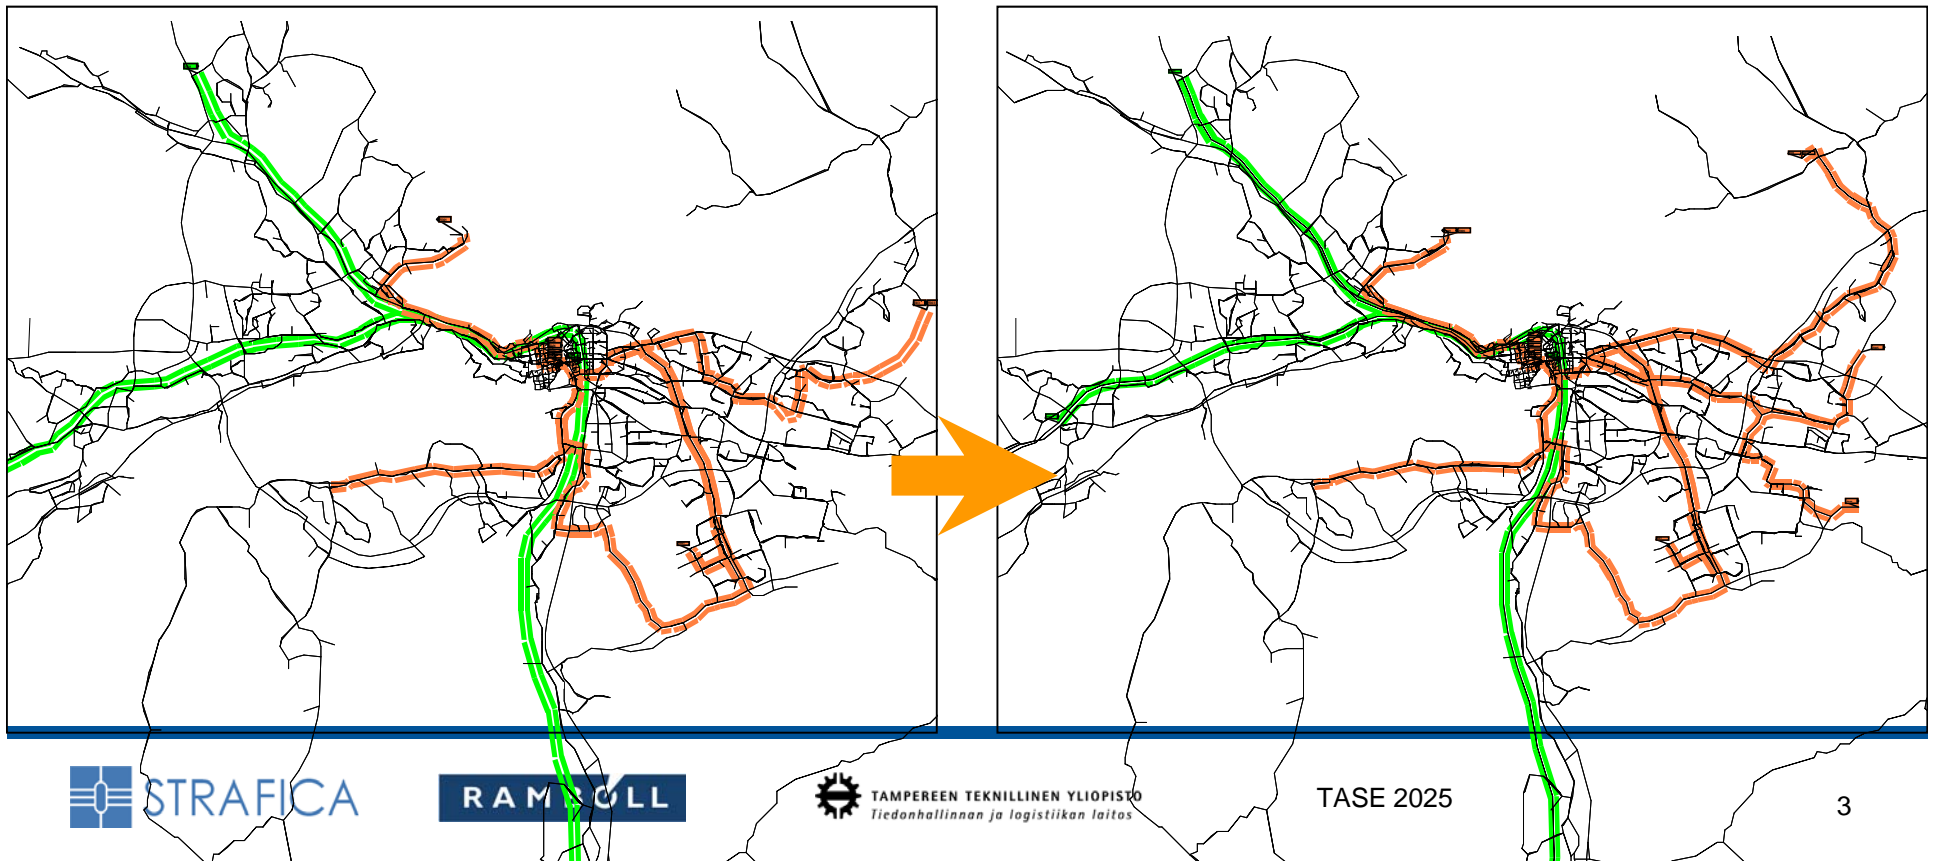 STRAFICA
RAMBOLL
TAMPEREEN TEKNILLINEN YLIOPISTO
Tiedonhallinnan ja logistiikan laitos
TASE 2025
3